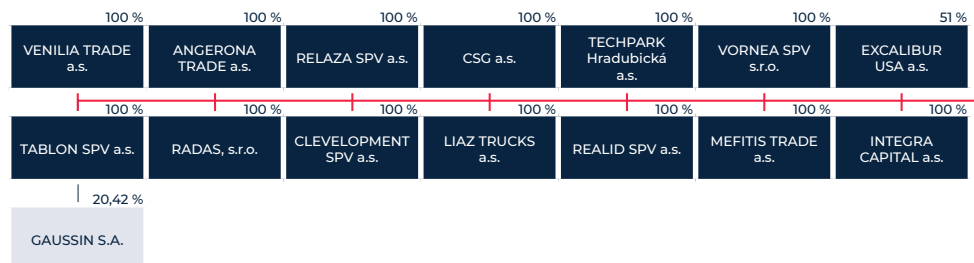 100 % 100 % 100 % 100 % 100 % 100 % 51 %
VENILIA TRADE
a.s.
ANGERONA
TRADE a.s.
RELAZA SPV a.s.
CSG a.s.
TECHPARK
Hradubická
a.s.
VORNEA SPV
s.r.o.
EXCALIBUR
USA a.s.
100 % 100 % 100 % 100 % 100 % 100 % 100 %
TABLON SPV a.s.
RADAS, s.r.o.
CLEVELOPMENT
SPV a.s.
LIAZ TRUCKS
a.s.
REALID SPV a.s.
MEFITIS TRADE
a.s.
INTEGRA
CAPITAL a.s.
20,42 %
GAUSSIN S.A.